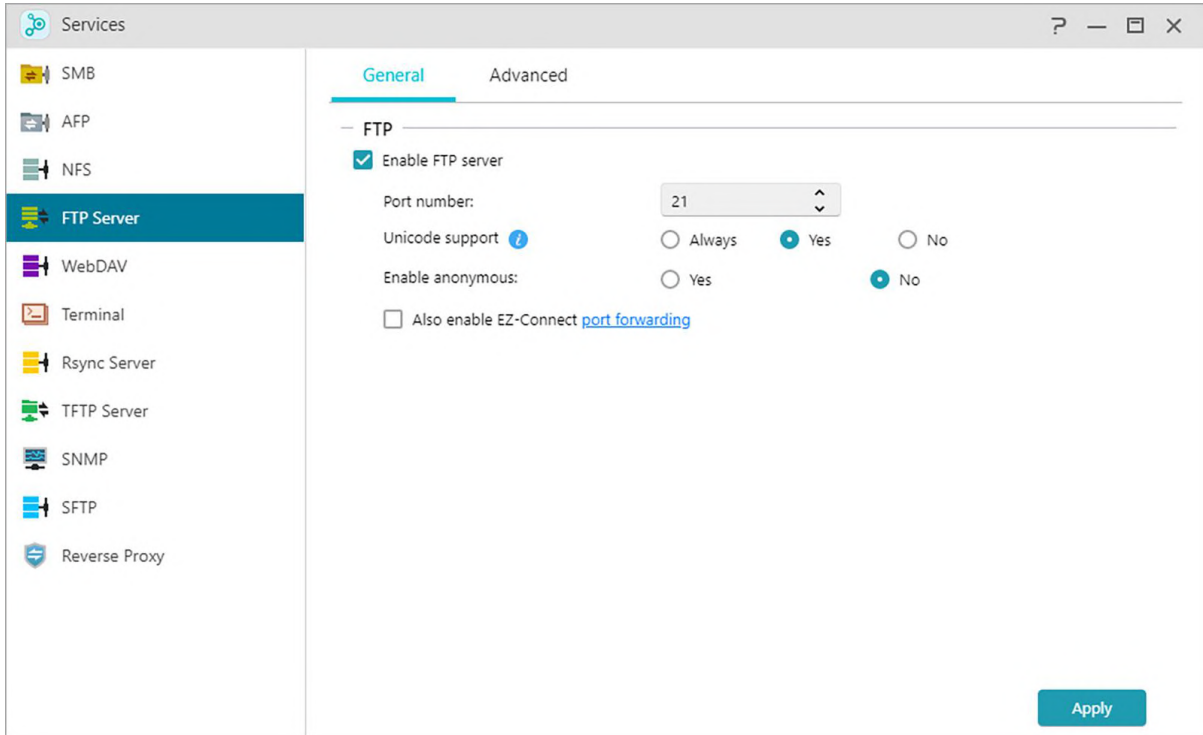 Services
SMB
AFP
NFS
FTP Server
WebDAV
Terminal
Rsync Server
TFTP Server
SNMP
SFTP
Reverse Proxy
General Advanced
FTP
Enable FTP server
Port number: 21
Unicode support Always Yes No
Enable anonymous: Yes No
Also enable EZ-Connect port forwarding
Apply